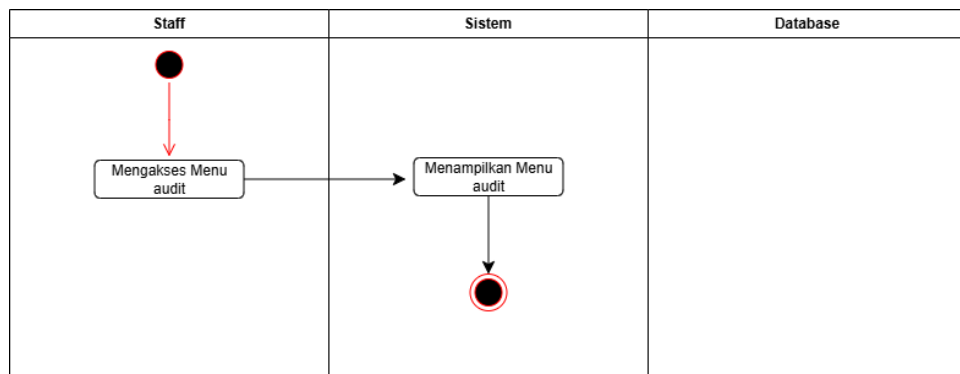 Staff
Sistem
Database
Mengakses Menu
audit
Menampilkan Menu
audit